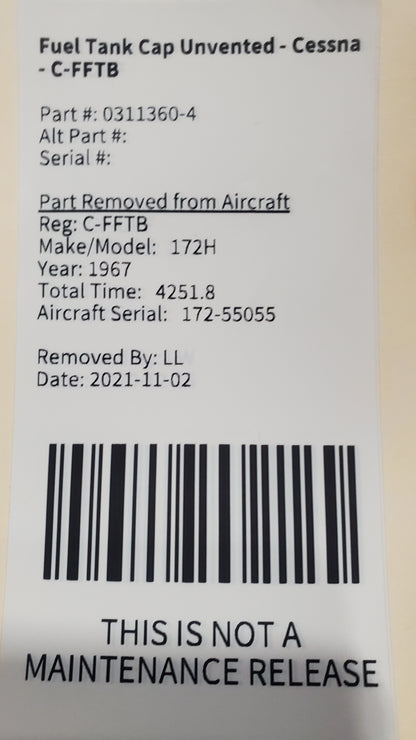 Fuel Tank Cap Unvented - Cessna
- C-FFTB
Part #: 0311360-4
Alt Part #:
Serial #:
Part Removed from Aircraft
Reg: C-FFTB
Make/Model: 172H
Year: 1967
Total Time: 4251.8
Aircraft Serial: 172-55055
Removed By: LL
Date: 2021-11-02
THIS IS NOT A
MAINTENANCE RELEASE